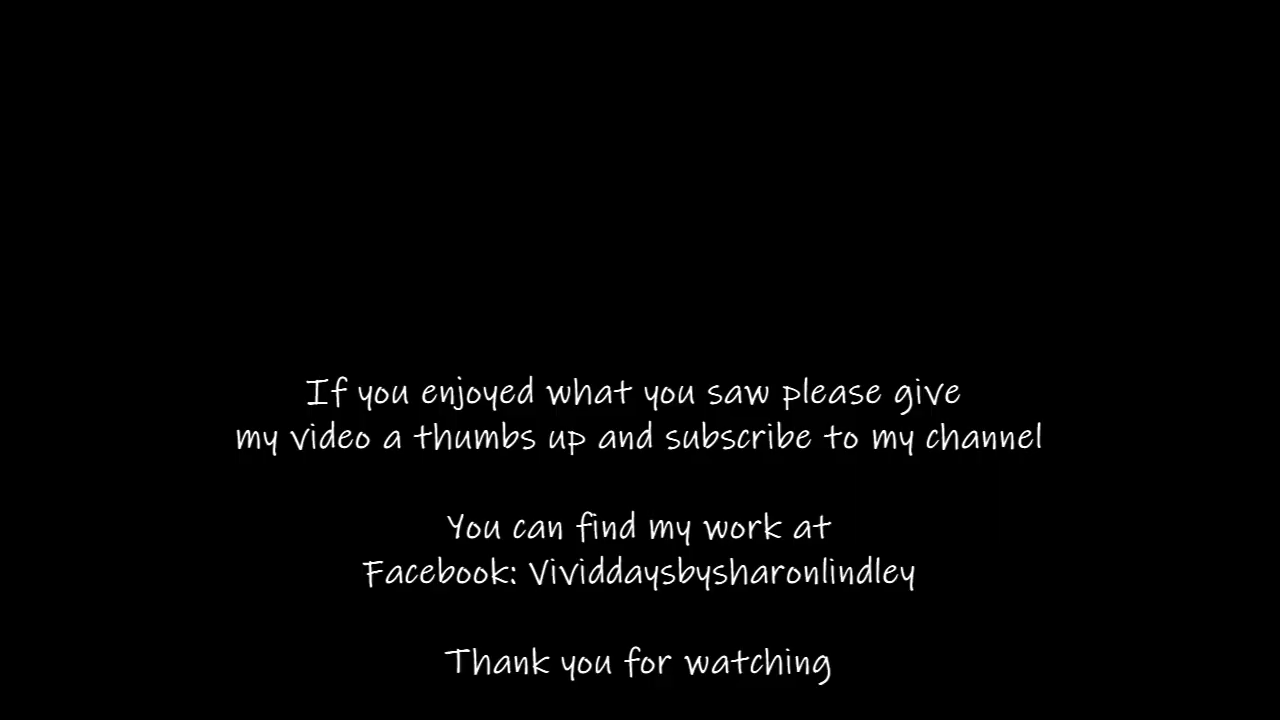 If you enjoyed what you saw please give
my video a thumbs up and subscribe to my channel
You can find my work at
Facebook: Vividdaysbysharonlindley
Thank you for watching